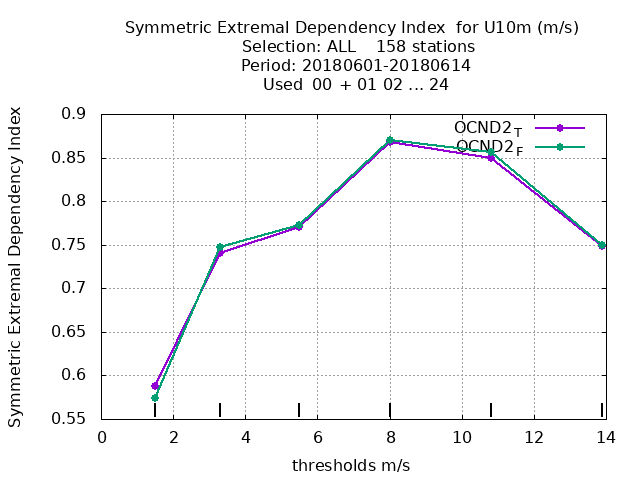 Symmetric Extremal Dependency Index for U10m (m/s)
Selection: ALL 158 stations
Period: 20180601-20180614
Used 00 + 01 02 ... 24
Symmetric Extremal Dependency Index
0.9
0.85
0.8
0.75
0.7
0.65
0.6
0.55
OCND2T
OCND2F
0 2 4 6 8 10 12 14
thresholds m/s